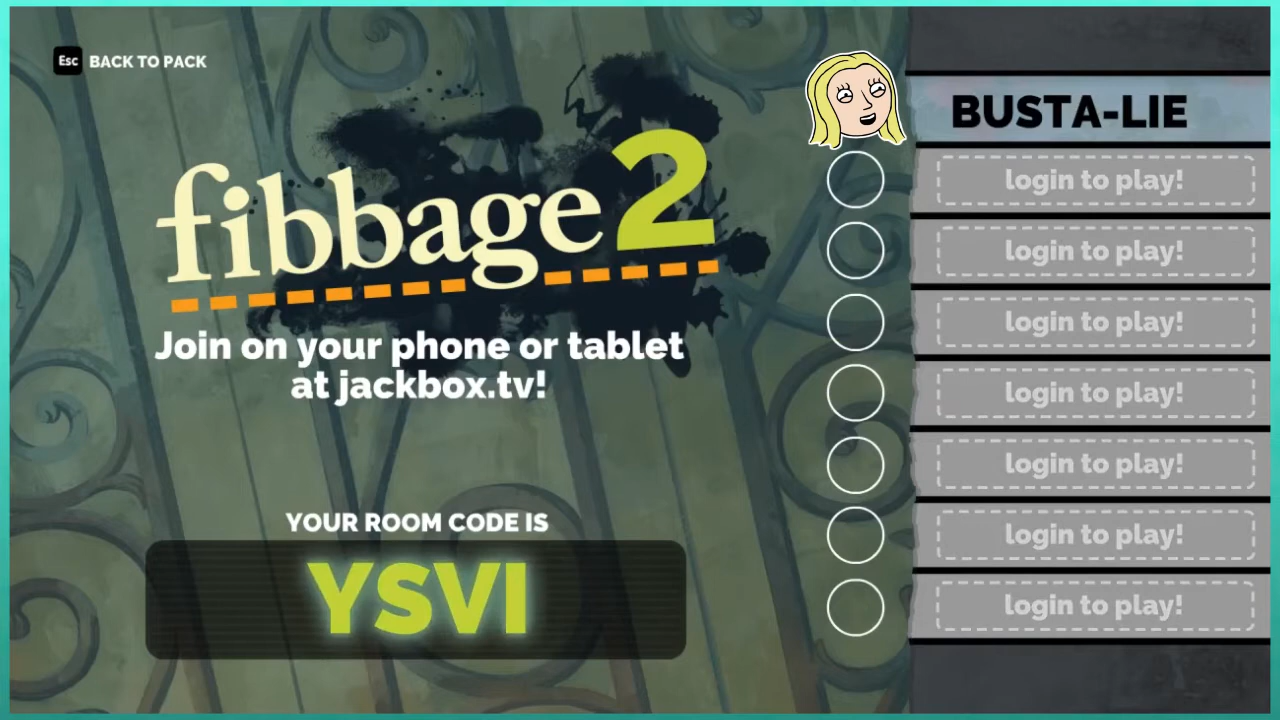 Esc BACK TO PACK
fibbage 2
Join on your phone or tablet
at jackbox.tv!
YOUR ROOM CODE IS
YSVI
BUSTA-LIE
login to play!
login to play!
login to play!
login to play!
login to play!
login to play!
login to play!